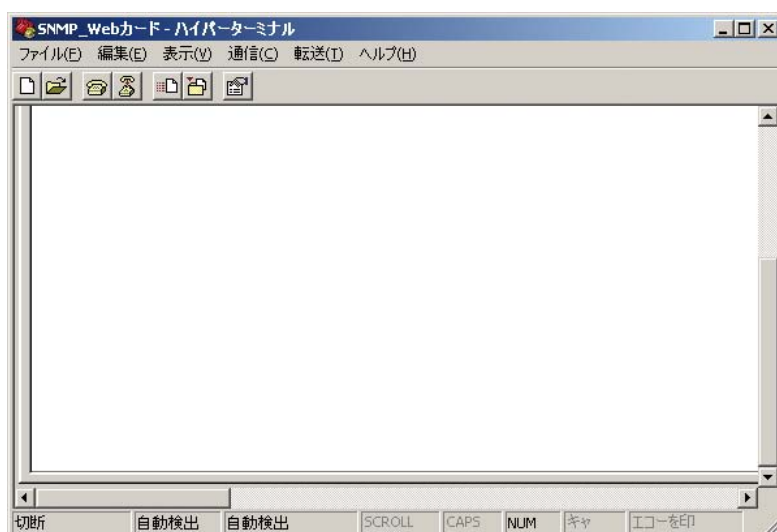 SNMP_Webカード - ハイパーターミナル
ファイル(F) 編集(E) 表示(V) 通信(C) 転送(T) ヘルプ(H)
切断 自動検出 自動検出 SCROLL CAPS NUM キャ エコーを印